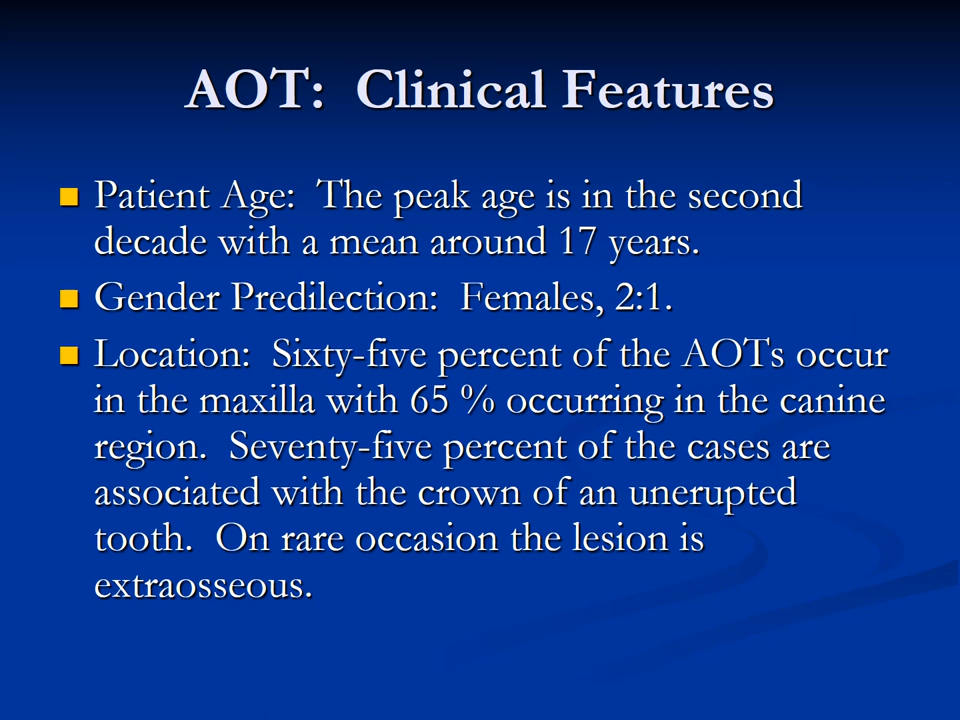 AOT:  Clinical Features
Patient Age:  The peak age is in the second
decade with a mean around 17 years.
Gender Predilection:  Females, 2:1.
Location:  Sixty-five percent of the AOTs occur
in the maxilla with 65 % occurring in the canine
region.  Seventy-five percent of the cases are
associated with the crown of an unerupted
tooth.  On rare occasion the lesion is
extraosseous.